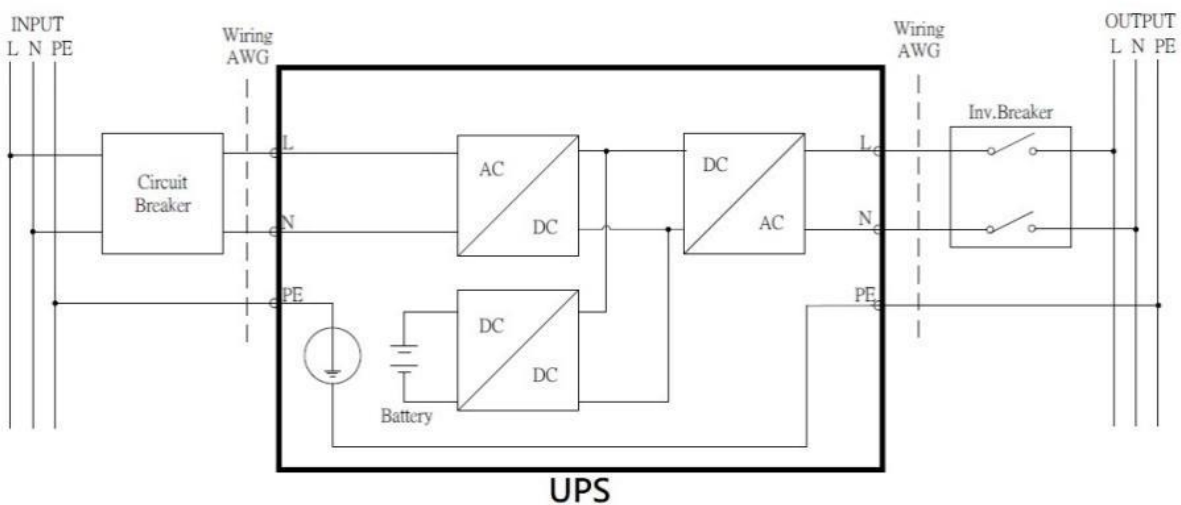 INPUT
L N PE
Wiring
AWG
Wiring
AWG
OUTPUT
L N PE
Circuit
Breaker
L
N
PE
AC
DC
DC
AC
DC
DC
Battery
L
N
PE
Inv.Breaker
UPS